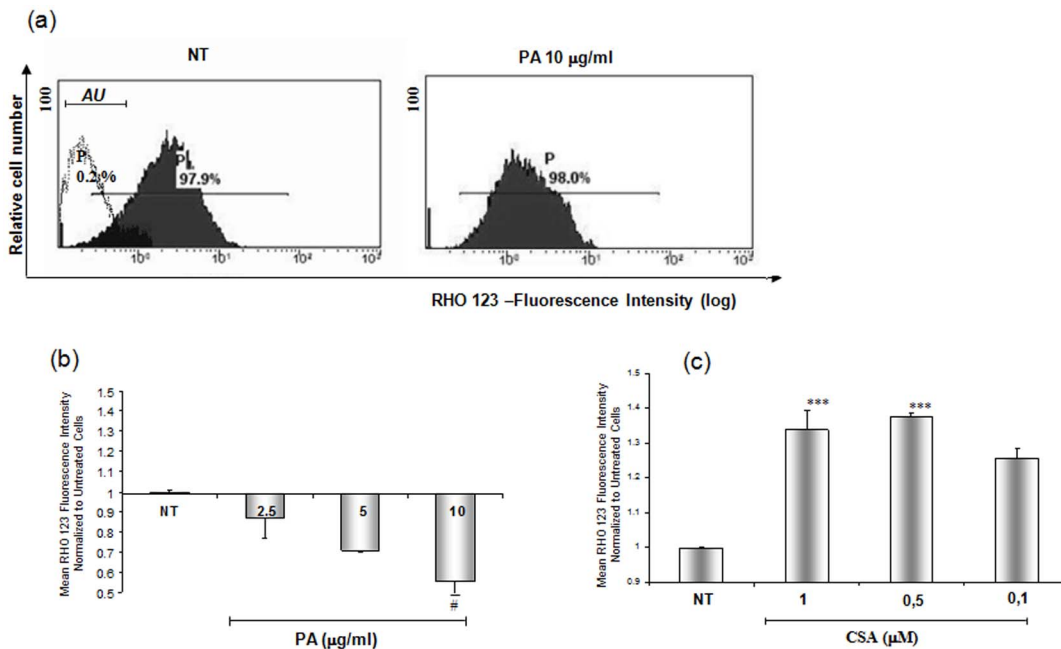 (a)
NT
PA 10 µg/ml
Relative cell number
100
AU
P
0.2 %
P
97.9%
10⁰ 10¹ 10² 10²
100
P
98.0%
10⁰ 10¹ 10² 10²
RHO 123 –Fluorescence Intensity (log)
(b)
Mean RHO 123 Fluorescence Intensity
Normalized to Untreated Cells
1.5
1.4
1.3
1.2
1.1
1
0.9
0.8
0.7
0.6
0.5
NT
2.5
5
10
#
PA (µg/ml)
(c)
Mean RHO 123 Fluorescence Intensity
Normalized to Untreated Cells
1.5
1.4
1.3
1.2
1.1
1
0.9
***
***
NT
1
0,5
0,1
CSA (µM)